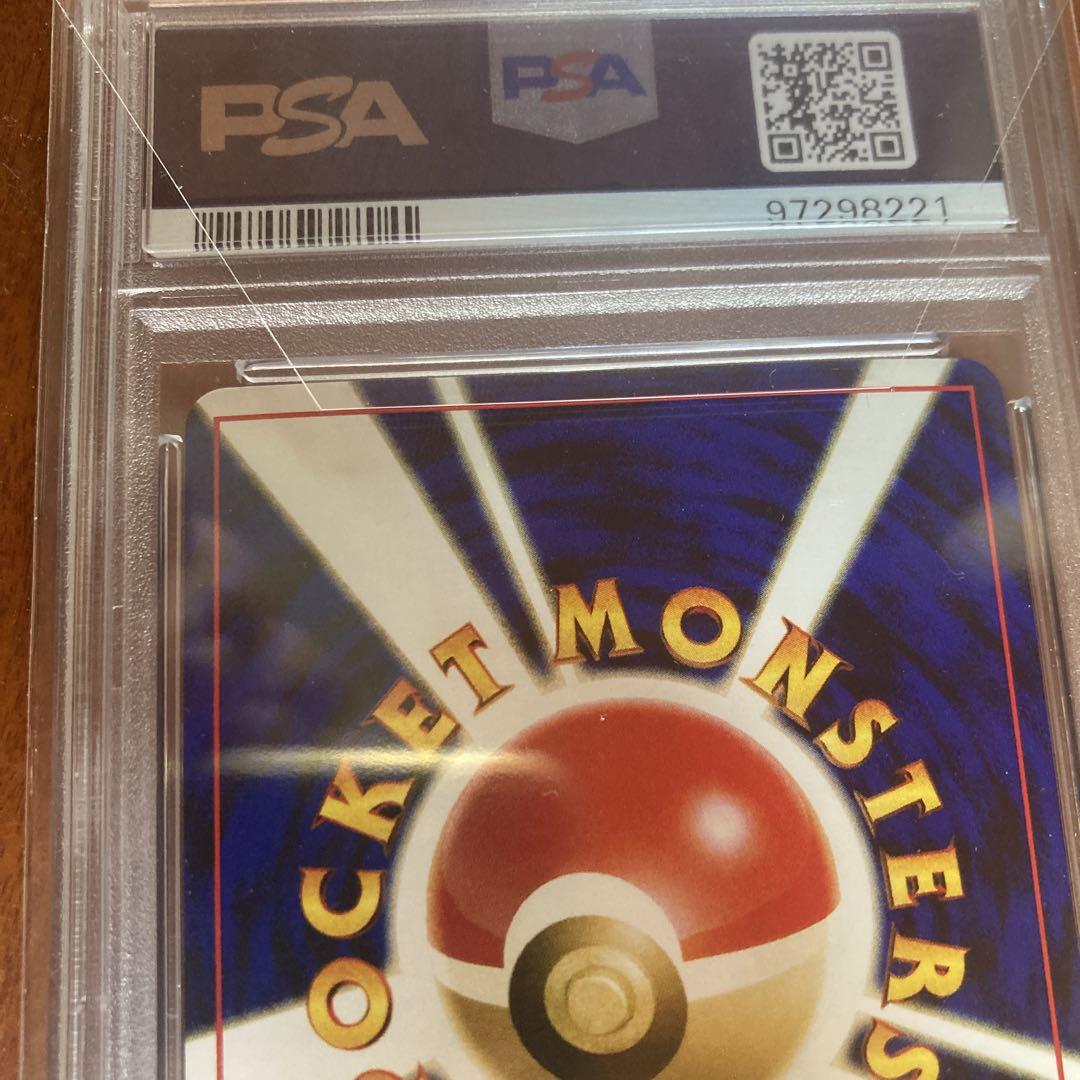 PSA
PSA
97298221
POCKET MONSTERS